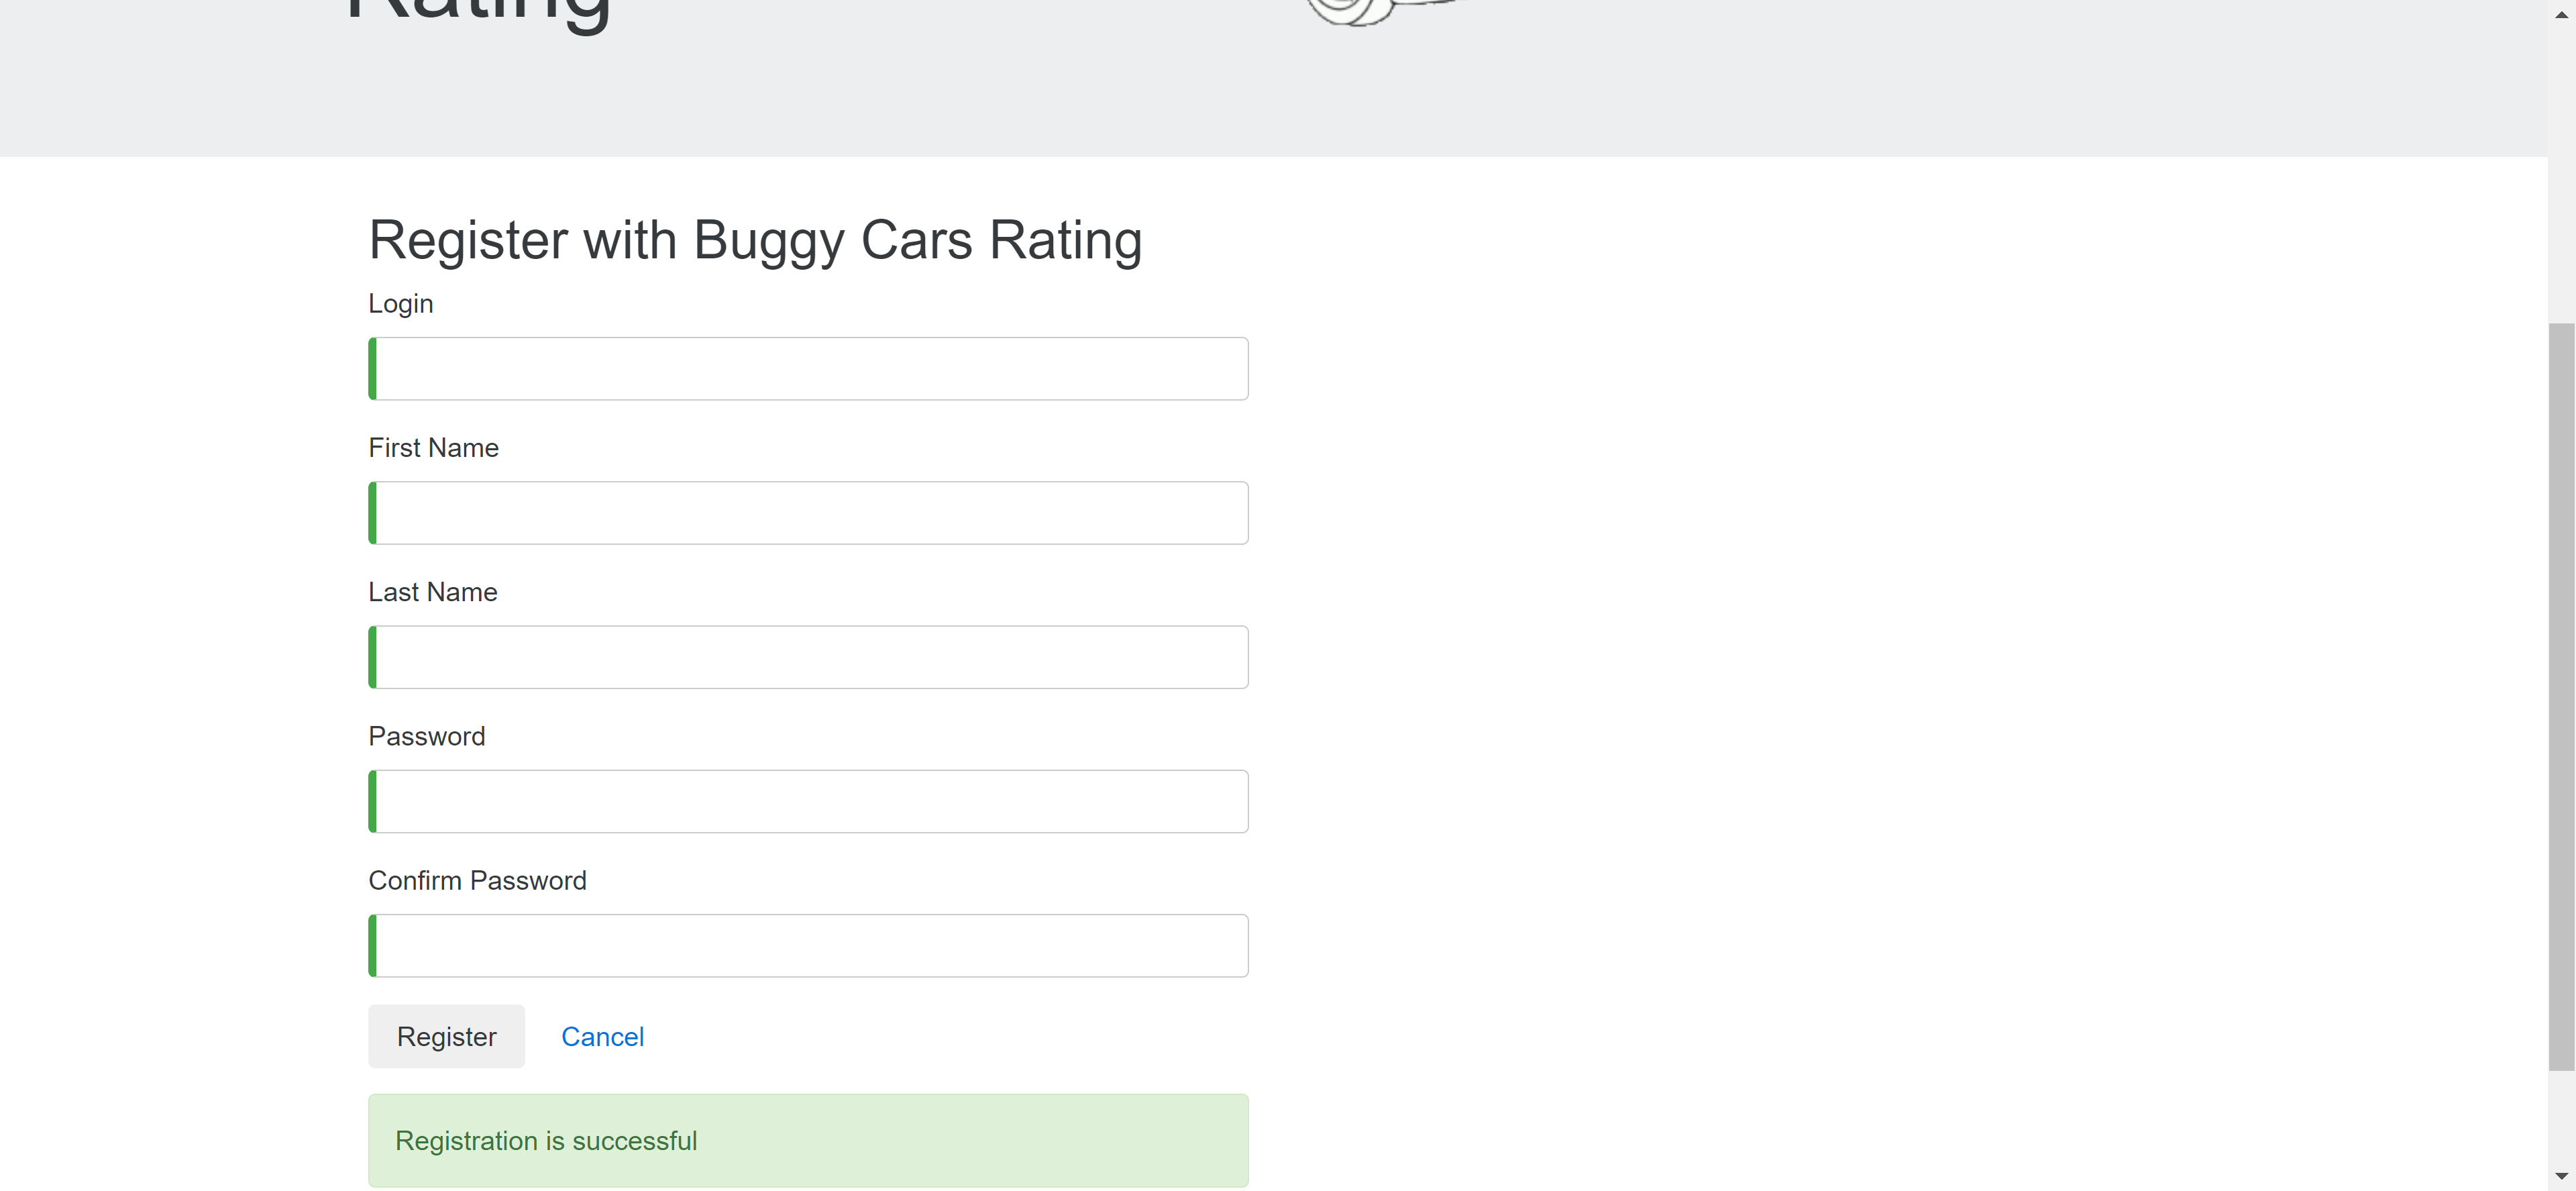 Rating
Register with Buggy Cars Rating
Login
First Name
Last Name
Password
Confirm Password
Register Cancel
Registration is successful